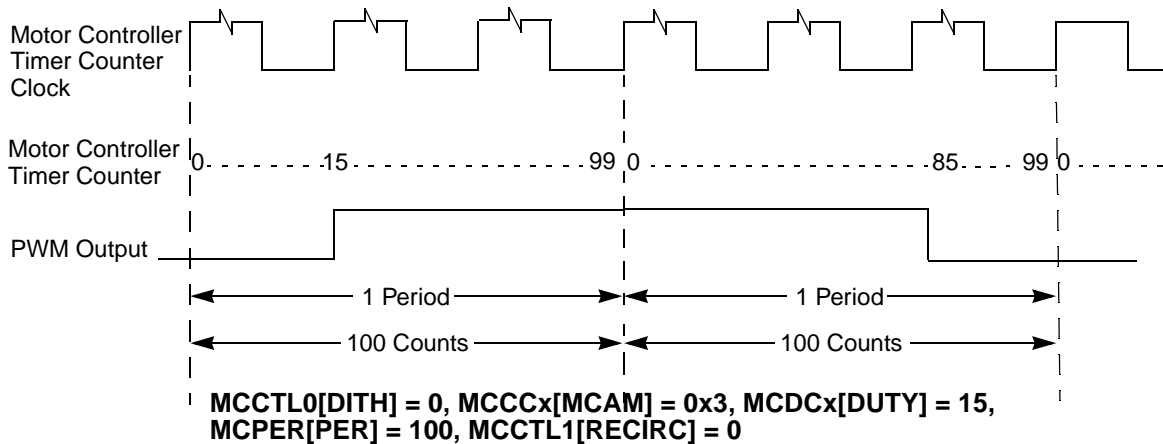 Motor Controller
Timer Counter
Clock
Motor Controller
Timer Counter
0 15 99 0 85 99 0
PWM Output
1 Period 1 Period
100 Counts 100 Counts
MCCTL0[DITH] = 0, MCCCx[MCAM] = 0x3, MCDCx[DUTY] = 15,
MCPER[PER] = 100, MCCTL1[RECIRC] = 0